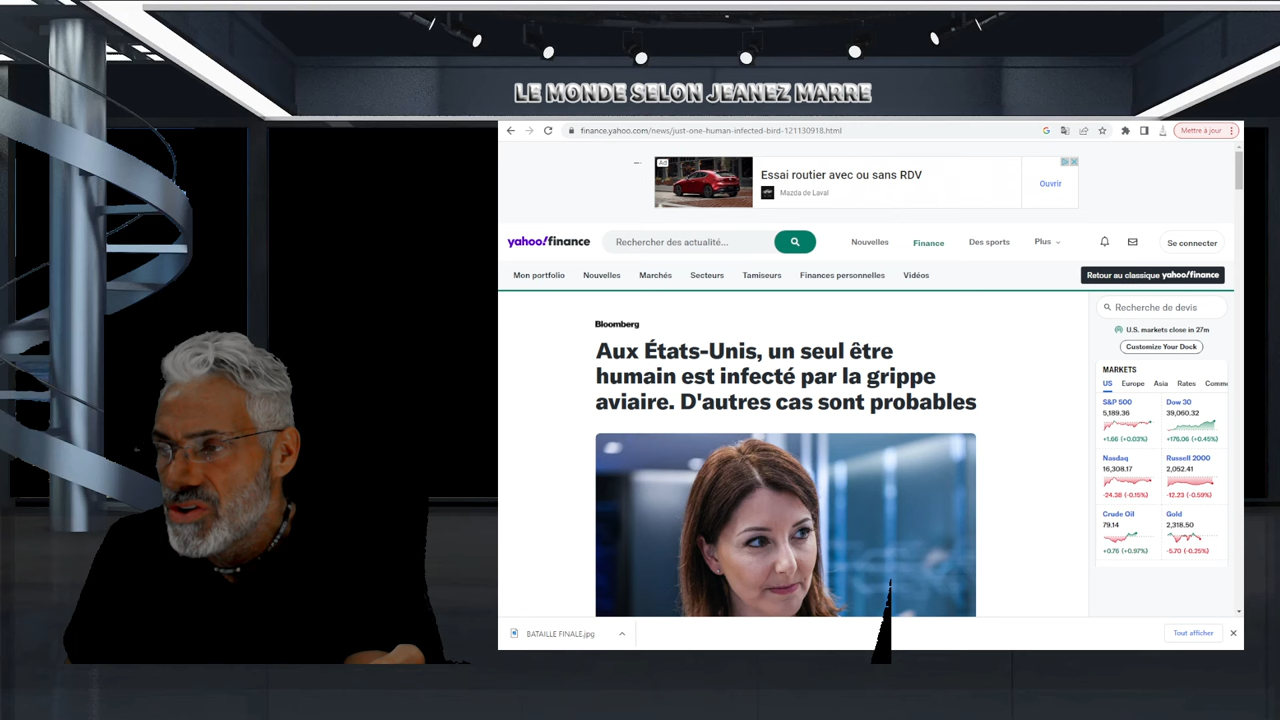 LE MONDE SELON JEANEZ MARRE
finance.yahoo.com/news/just-one-human-infected-bird-121130918.html
Mettre à jour
Ad
Essai routier avec ou sans RDV
Mazda de Laval
Ouvrir
yahoo!finance
Rechercher des actualité...
Nouvelles
Finance
Des sports
Plus
Se connecter
Mon portfolio
Nouvelles
Marchés
Secteurs
Tamiseurs
Finances personnelles
Vidéos
Retour au classique yahoo!finance
Bloomberg
Aux États-Unis, un seul être
humain est infecté par la grippe
aviaire. D'autres cas sont probables
Recherche de devis
U.S. markets close in 27m
Customize Your Dock
MARKETS
US Europe Asia Rates Comm
S&P 500 Dow 30
5,189.36 39,060.32
+1.66 (+0.03%) +176.06 (+0.45%)
Nasdaq Russell 2000
16,308.17 2,052.41
-24.38 (-0.15%) -12.23 (-0.59%)
Crude Oil Gold
79.14 2,318.50
+0.76 (+0.97%) -5.70 (-0.25%)
BATAILLE FINALE.jpg
Tout afficher